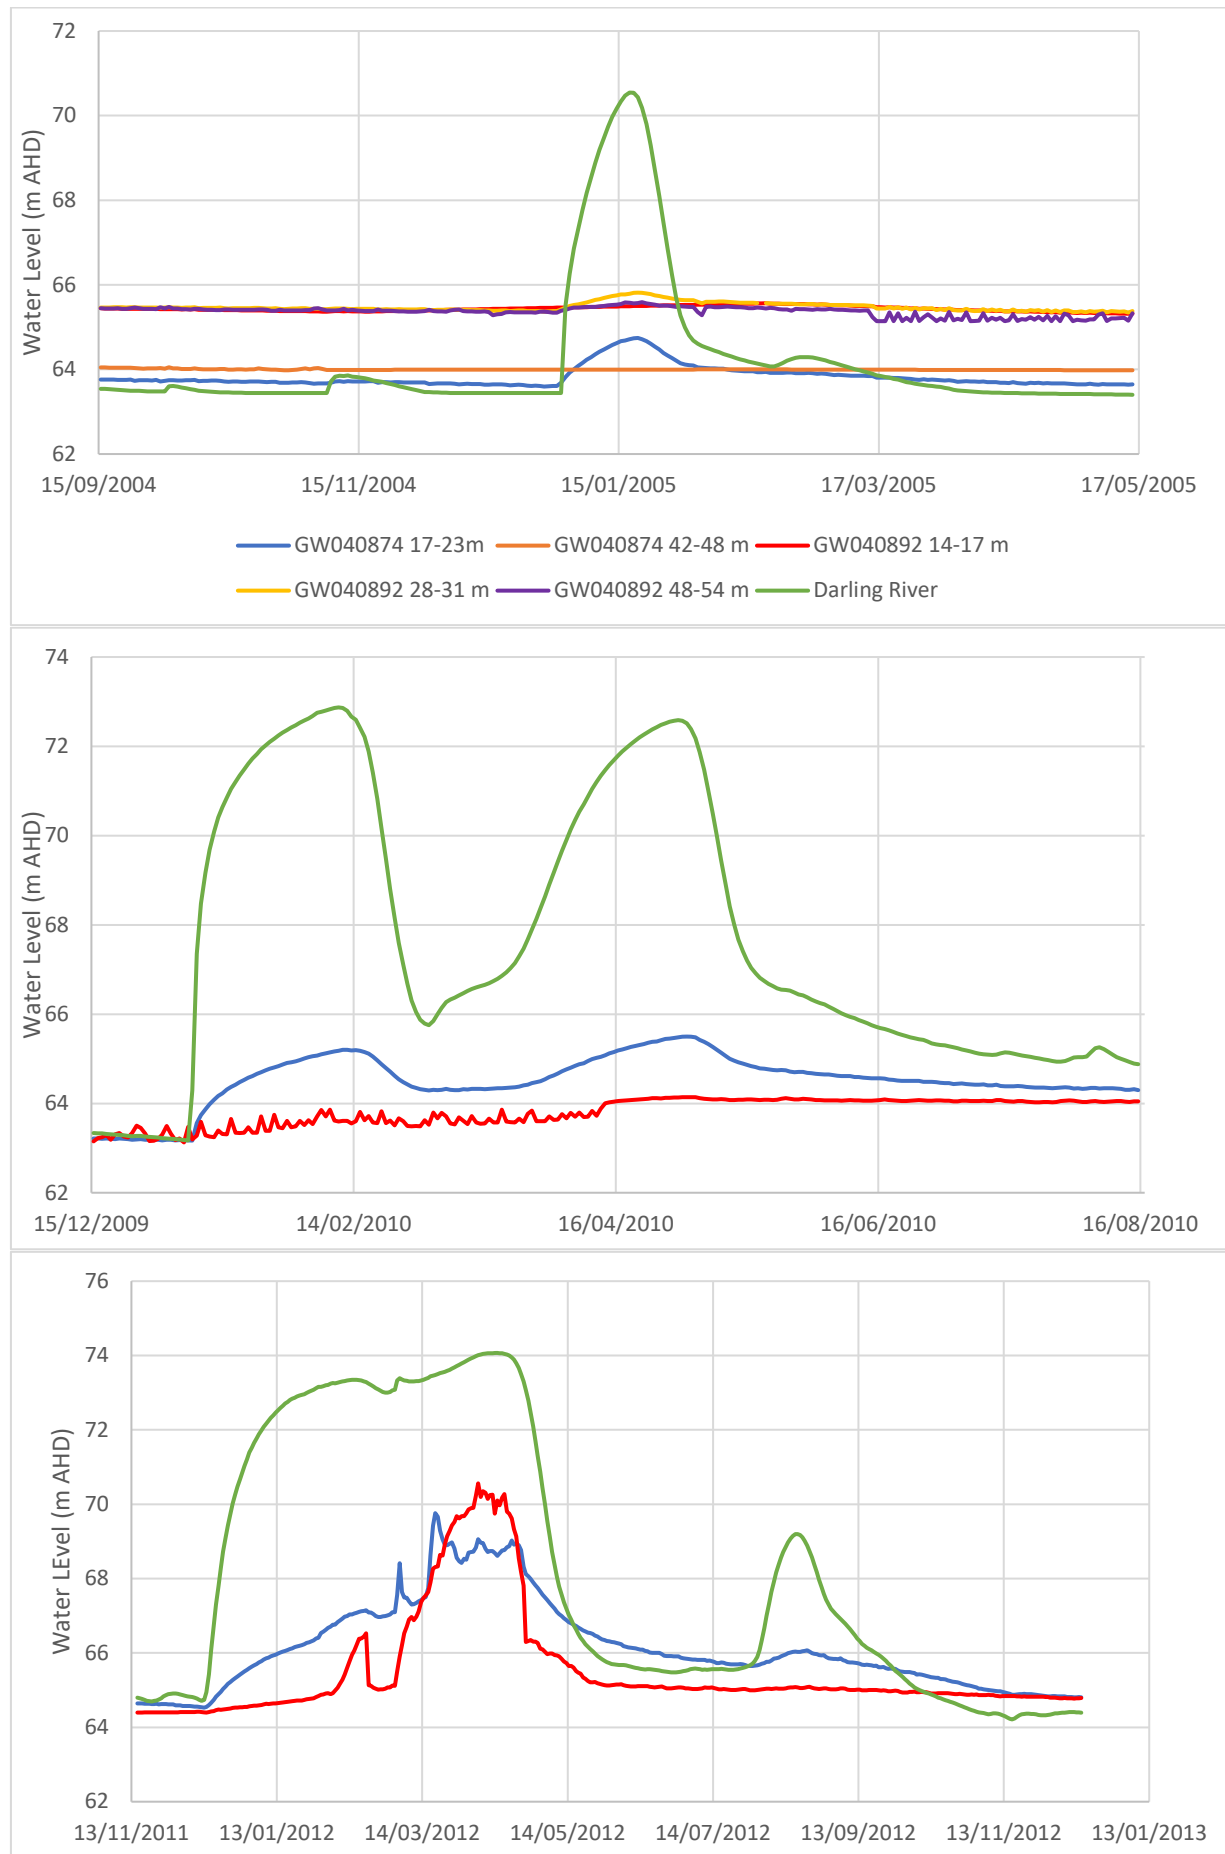 72
70
68
66
64
62
Water Level (m AHD)
15/09/2004 15/11/2004 15/01/2005 17/03/2005 17/05/2005
GW040874 17-23m GW040874 42-48 m GW040892 14-17 m
GW040892 28-31 m GW040892 48-54 m Darling River
74
72
70
68
66
64
62
Water Level (m AHD)
15/12/2009 14/02/2010 16/04/2010 16/06/2010 16/08/2010
76
74
72
70
68
66
64
62
Water LEvel (m AHD)
13/11/2011 13/01/2012 14/03/2012 14/05/2012 14/07/2012 13/09/2012 13/11/2012 13/01/2013